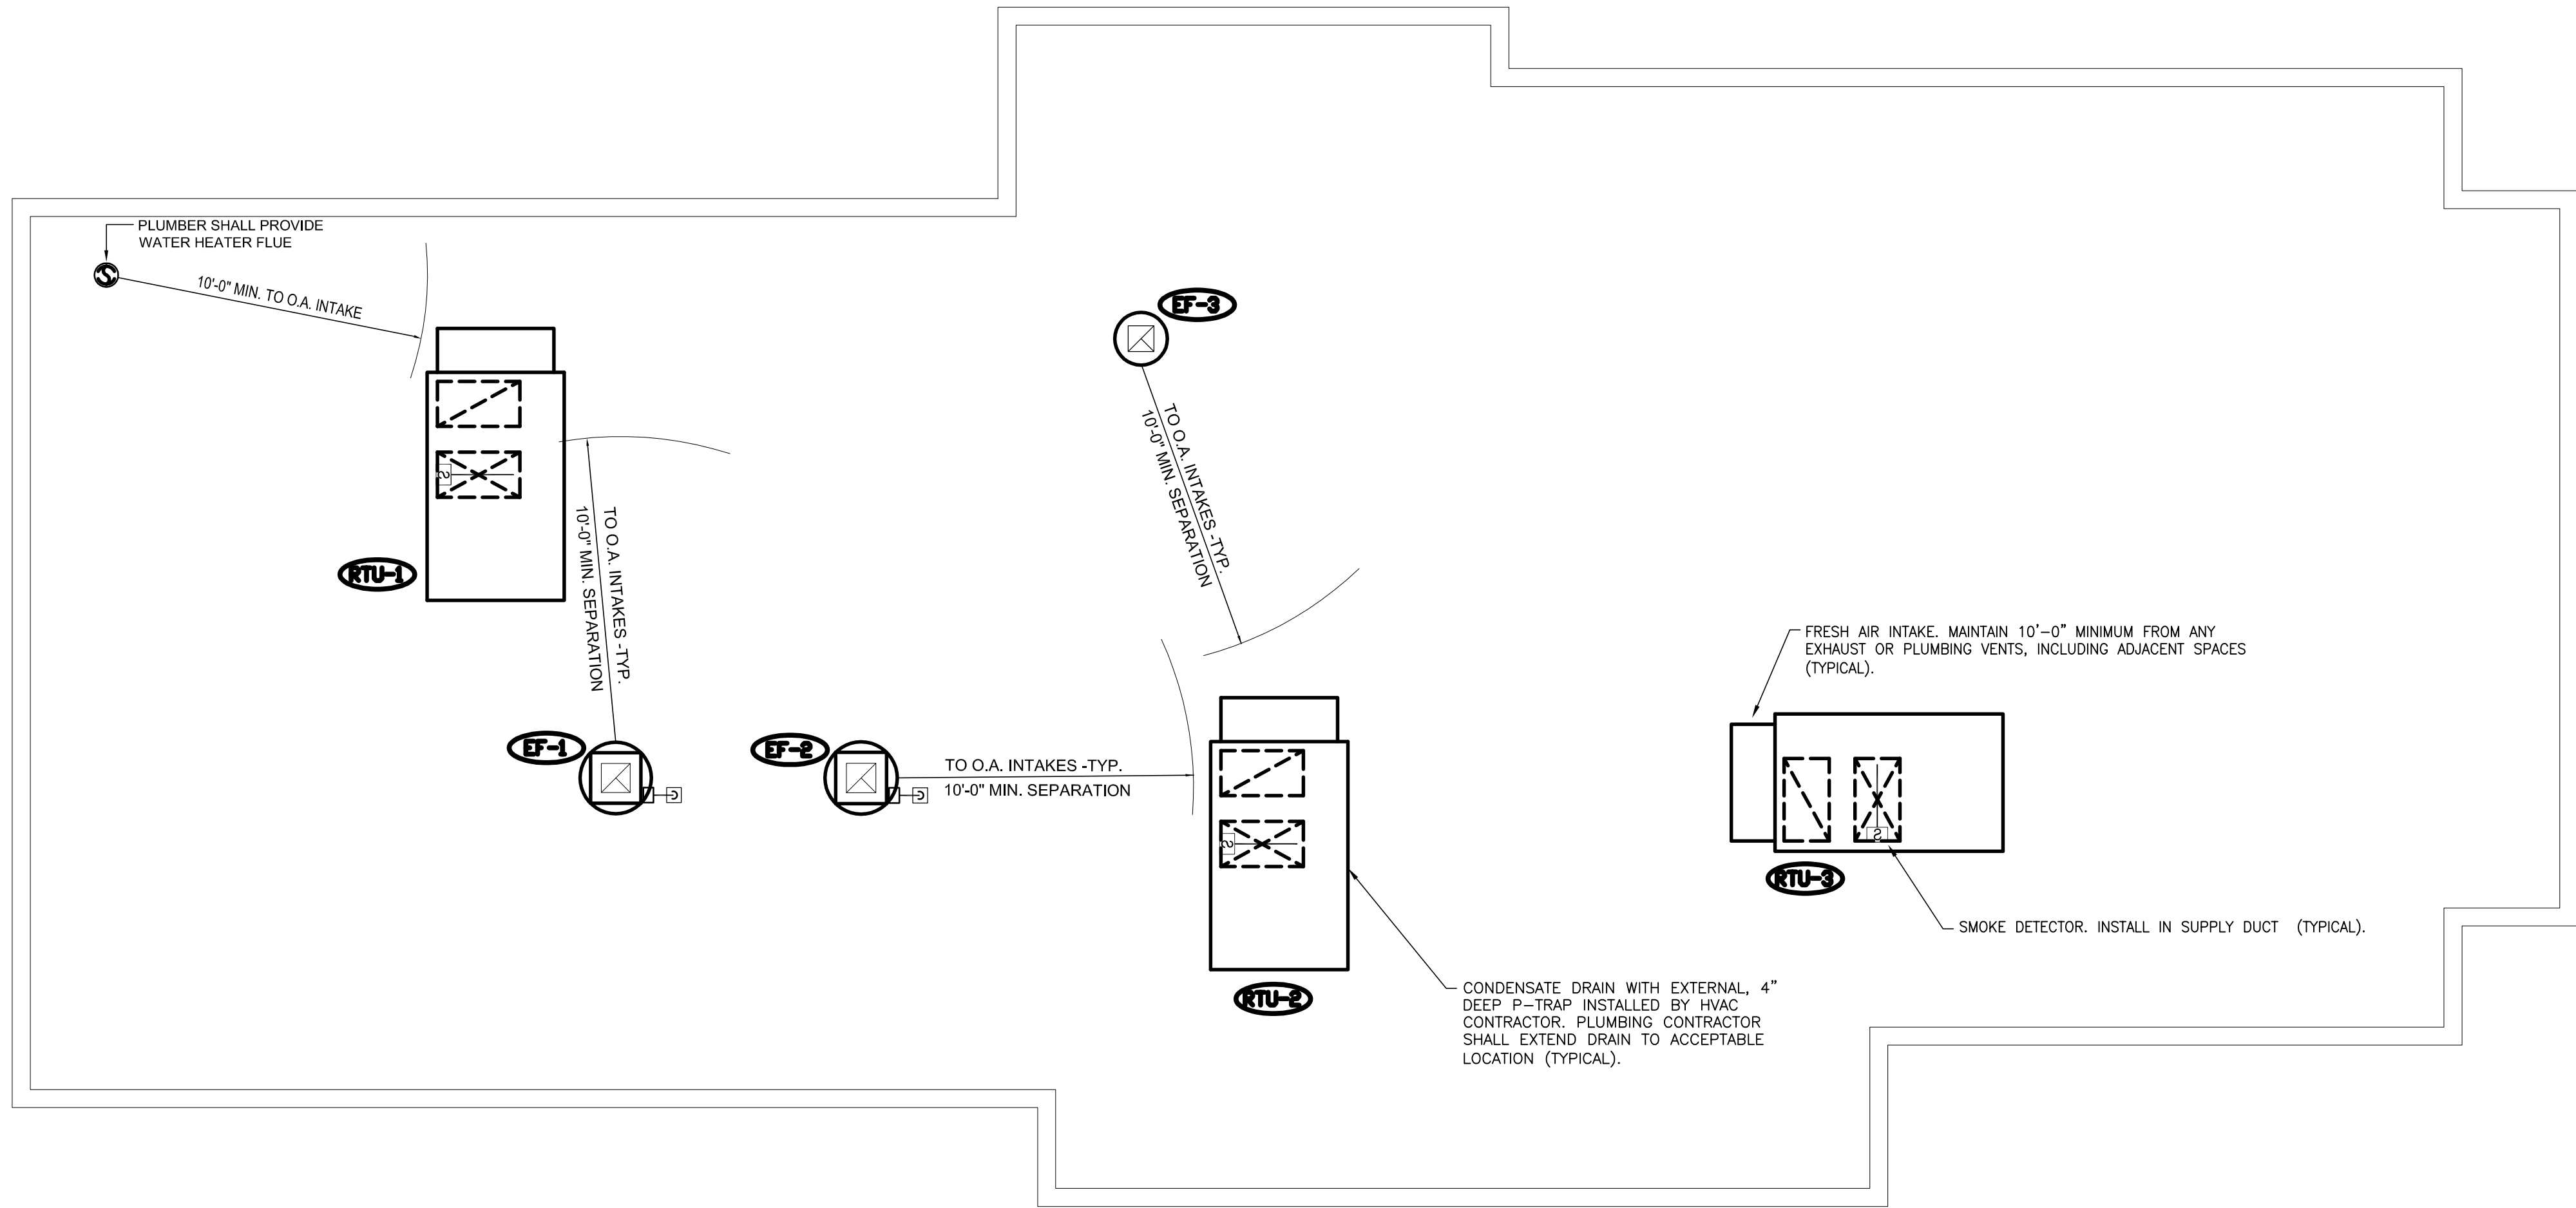 PLUMBER SHALL PROVIDE
WATER HEATER FLUE
10'-0" MIN. TO O.A. INTAKE
EF-3
TO O.A. INTAKES -TYP.
10'-0" MIN. SEPARATION
S
RTU-1
TO O.A. INTAKES -TYP.
10'-0" MIN. SEPARATION
FRESH AIR INTAKE. MAINTAIN 10'-0" MINIMUM FROM ANY
EXHAUST OR PLUMBING VENTS, INCLUDING ADJACENT SPACES
(TYPICAL).
EF-1
EF-2
TO O.A. INTAKES -TYP.
10'-0" MIN. SEPARATION
S
S
RTU-3
SMOKE DETECTOR. INSTALL IN SUPPLY DUCT (TYPICAL).
RTU-2
CONDENSATE DRAIN WITH EXTERNAL, 4"
DEEP P-TRAP INSTALLED BY HVAC
CONTRACTOR. PLUMBING CONTRACTOR
SHALL EXTEND DRAIN TO ACCEPTABLE
LOCATION (TYPICAL).